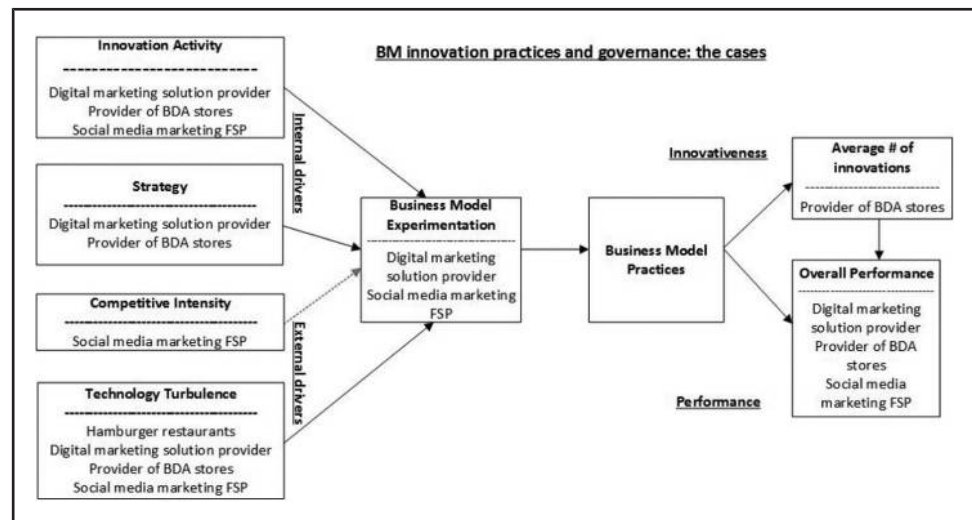 BM innovation practices and governance: the cases
Innovation Activity
Digital marketing solution provider
Provider of BDA stores
Social media marketing FSP
Internal drivers
Strategy
Digital marketing solution provider
Provider of BDA stores
Competitive Intensity
Social media marketing FSP
External drivers
Technology Turbulence
Hamburger restaurants
Digital marketing solution provider
Provider of BDA stores
Social media marketing FSP
Business Model
Experimentation
Digital marketing
solution provider
Social media marketing
FSP
Business Model
Practices
Innovativeness
Average # of
innovations
Provider of BDA stores
Overall Performance
Digital marketing
solution provider
Provider of BDA
stores
Social media
marketing FSP
Performance